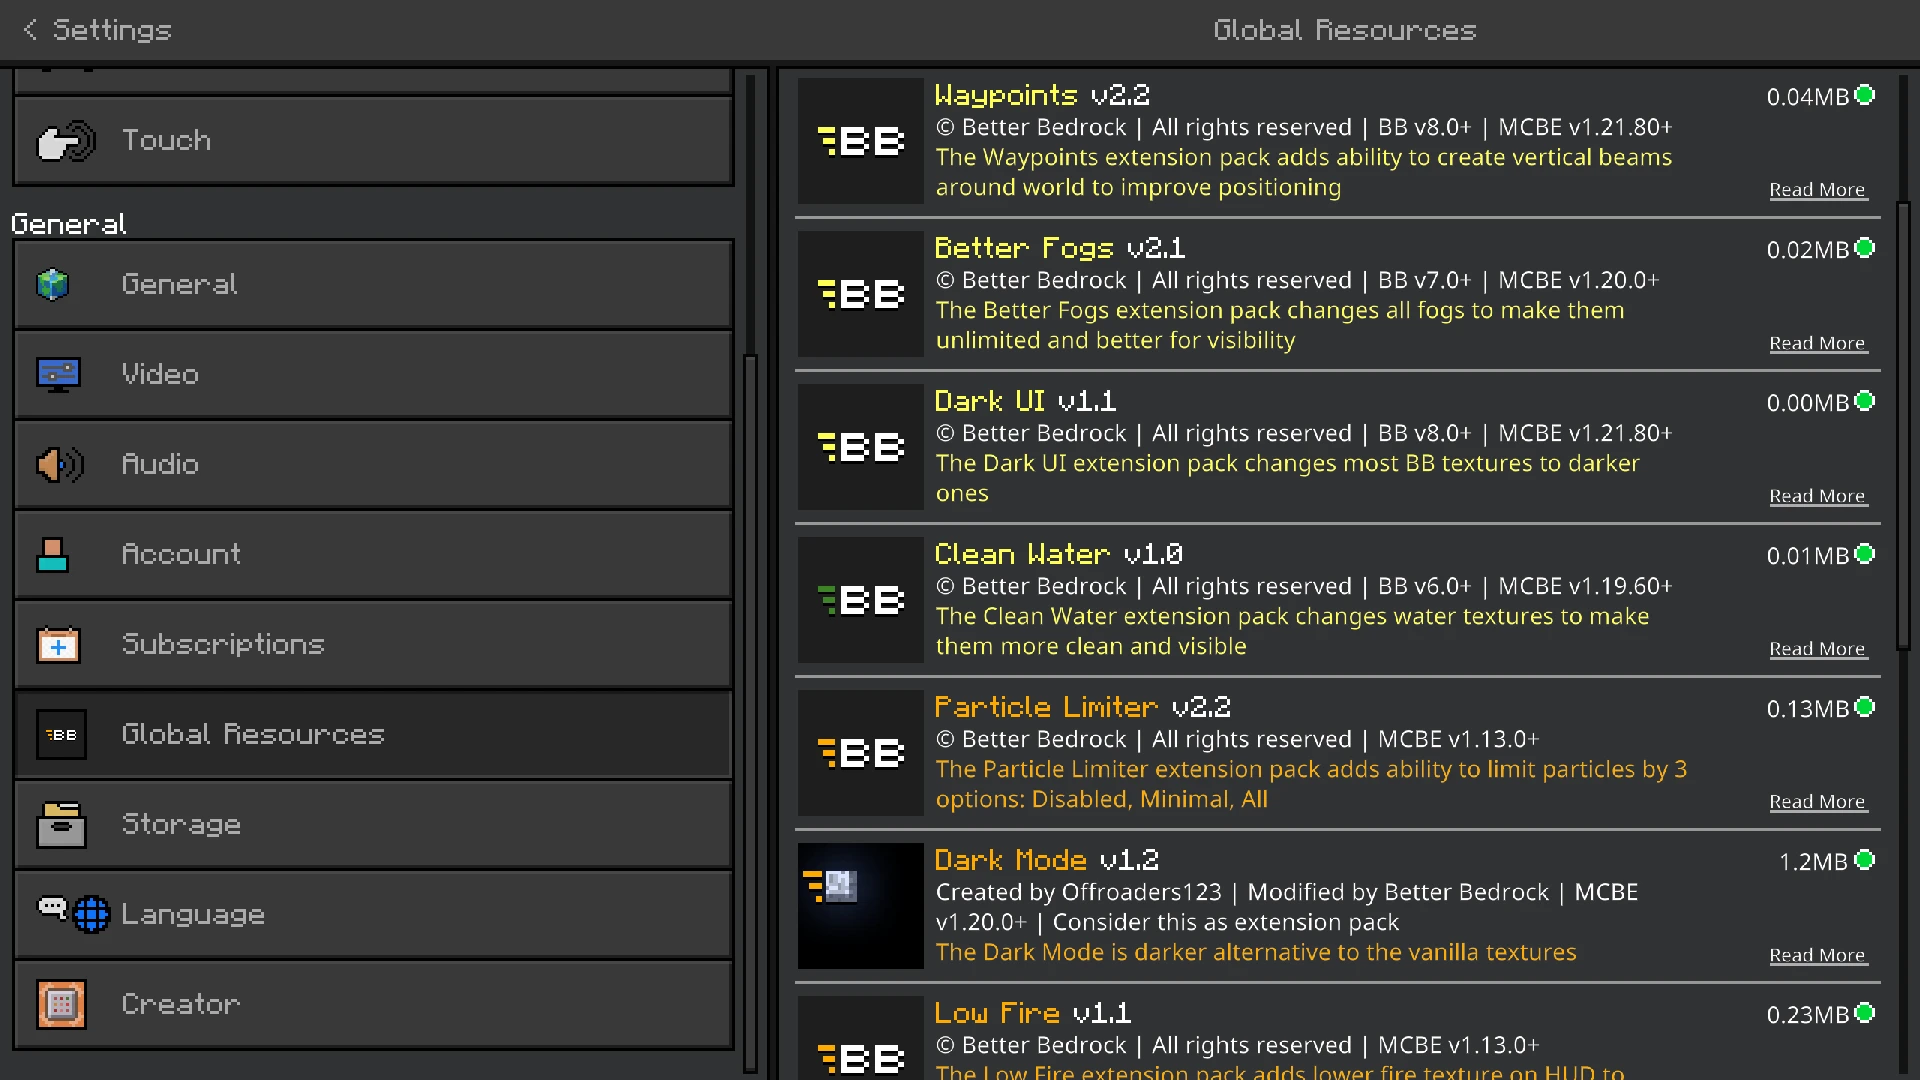 Settings
Global Resources
Touch
General
General
Video
Audio
Account
Subscriptions
BB
Global Resources
Storage
Language
Creator
BB
Waypoints v2.2
0.04MB
© Better Bedrock | All rights reserved | BB v8.0+ | MCBE v1.21.80+
The Waypoints extension pack adds ability to create vertical beams
around world to improve positioning
Read More
BB
Better Fogs v2.1
0.02MB
© Better Bedrock | All rights reserved | BB v7.0+ | MCBE v1.20.0+
The Better Fogs extension pack changes all fogs to make them
unlimited and better for visibility
Read More
BB
Dark UI v1.1
0.00MB
© Better Bedrock | All rights reserved | BB v8.0+ | MCBE v1.21.80+
The Dark UI extension pack changes most BB textures to darker
ones
Read More
BB
Clean Water v1.0
0.01MB
© Better Bedrock | All rights reserved | BB v6.0+ | MCBE v1.19.60+
The Clean Water extension pack changes water textures to make
them more clean and visible
Read More
BB
Particle Limiter v2.2
0.13MB
© Better Bedrock | All rights reserved | MCBE v1.13.0+
The Particle Limiter extension pack adds ability to limit particles by 3
options: Disabled, Minimal, All
Read More
Dark Mode v1.2
1.2MB
Created by Offroaders123 | Modified by Better Bedrock | MCBE
v1.20.0+ | Consider this as extension pack
The Dark Mode is darker alternative to the vanilla textures
Read More
BB
Low Fire v1.1
0.23MB
© Better Bedrock | All rights reserved | MCBE v1.13.0+
The Low Fire extension pack adds lower fire texture on HUD to